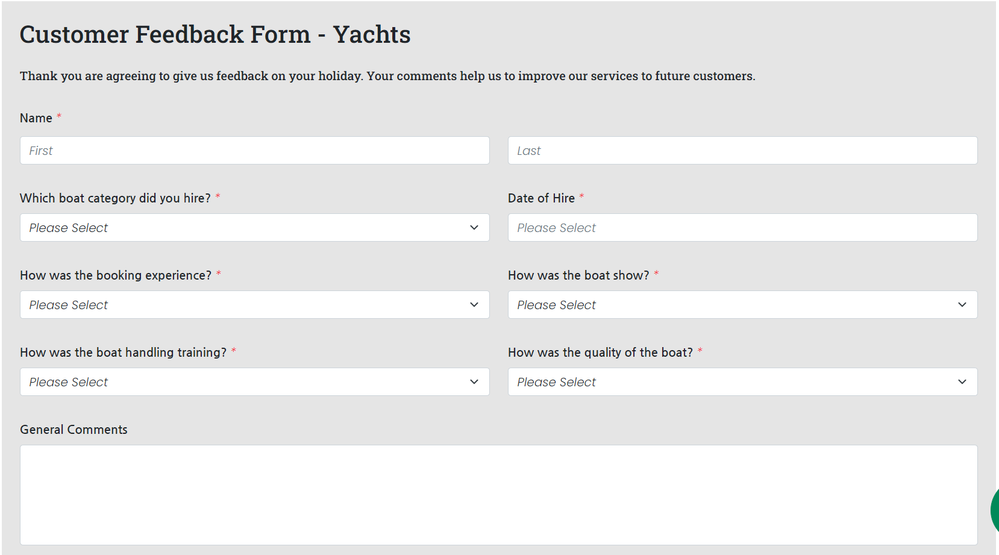 Customer Feedback Form - Yachts
Thank you are agreeing to give us feedback on your holiday. Your comments help us to improve our services to future customers.
Name *
First
Last
Which boat category did you hire? *
Date of Hire *
Please Select
Please Select
How was the booking experience? *
How was the boat show? *
Please Select
Please Select
How was the boat handling training? *
How was the quality of the boat? *
Please Select
Please Select
General Comments